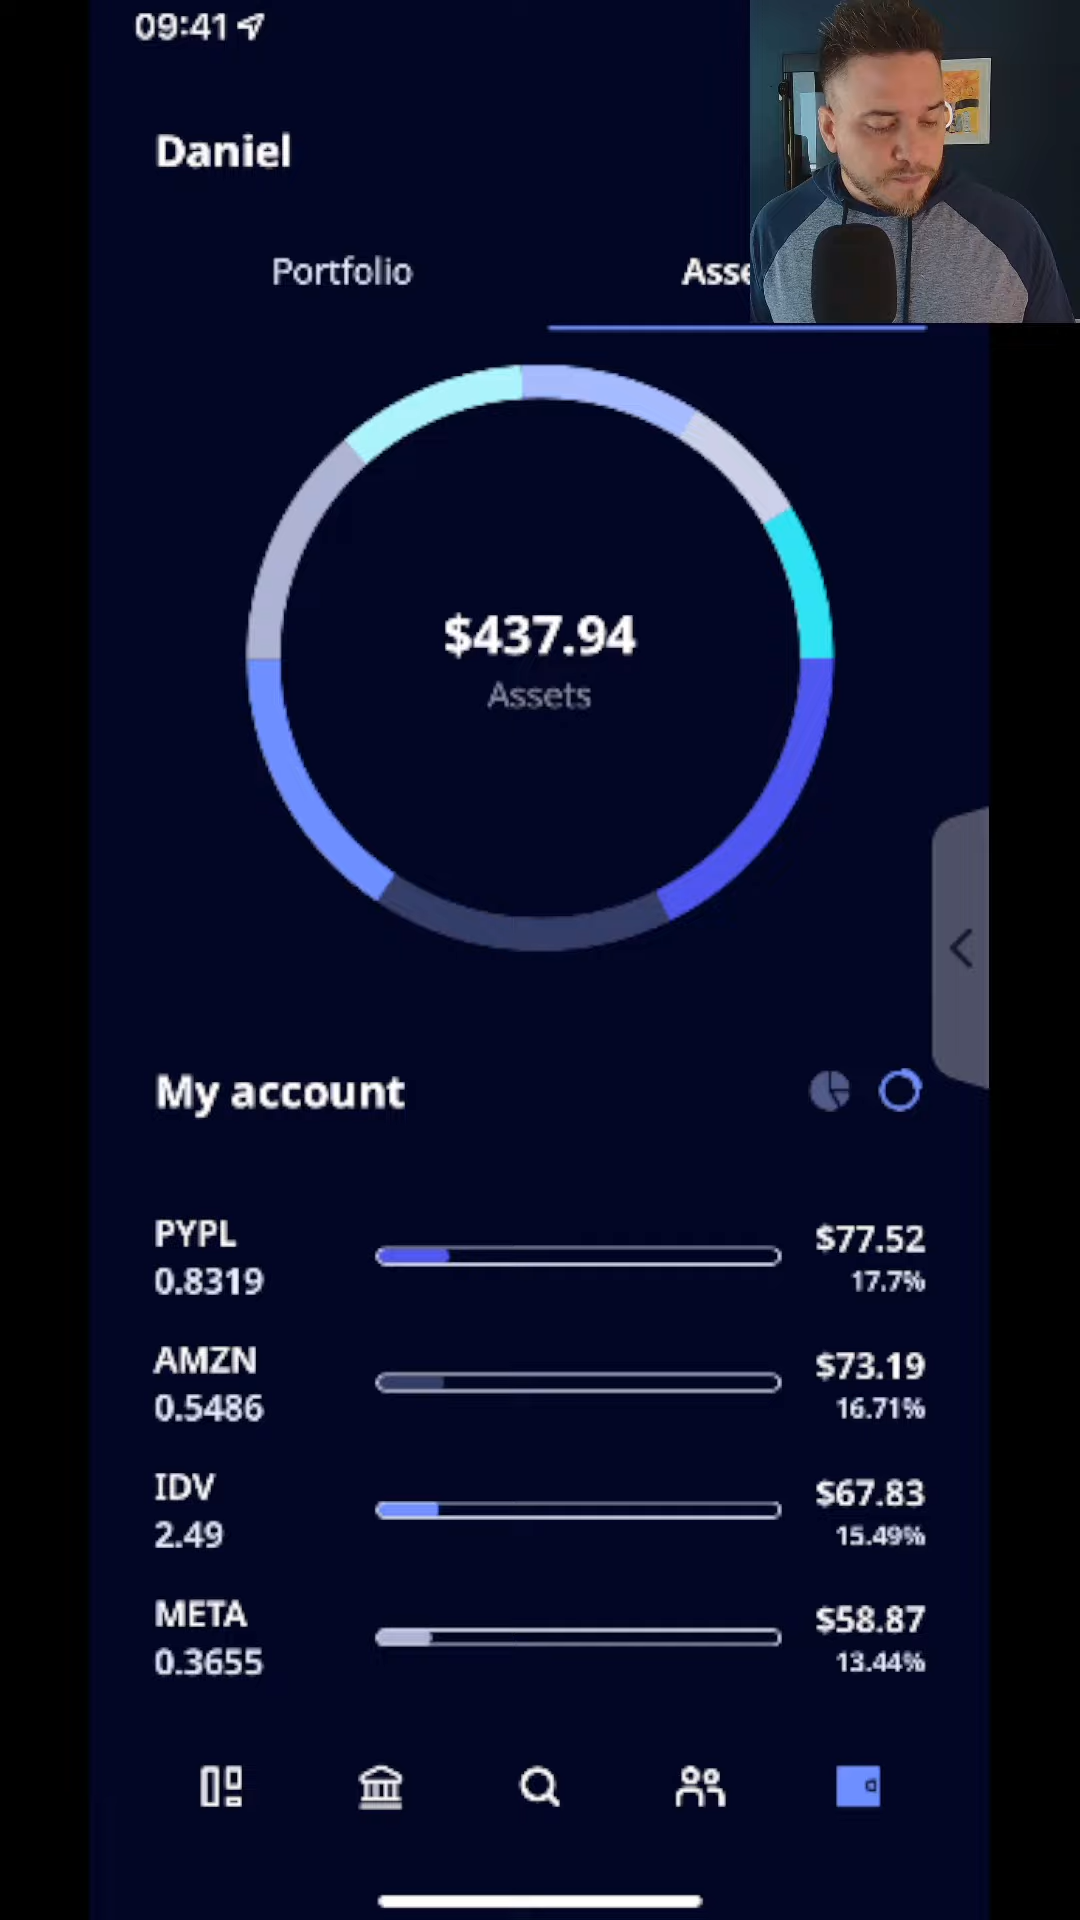 09:41
Daniel
Portfolio
Asse
$437.94
Assets
My account
PYPL
0.8319
$77.52
17.7%
AMZN
0.5486
$73.19
16.71%
IDV
2.49
$67.83
15.49%
META
0.3655
$58.87
13.44%